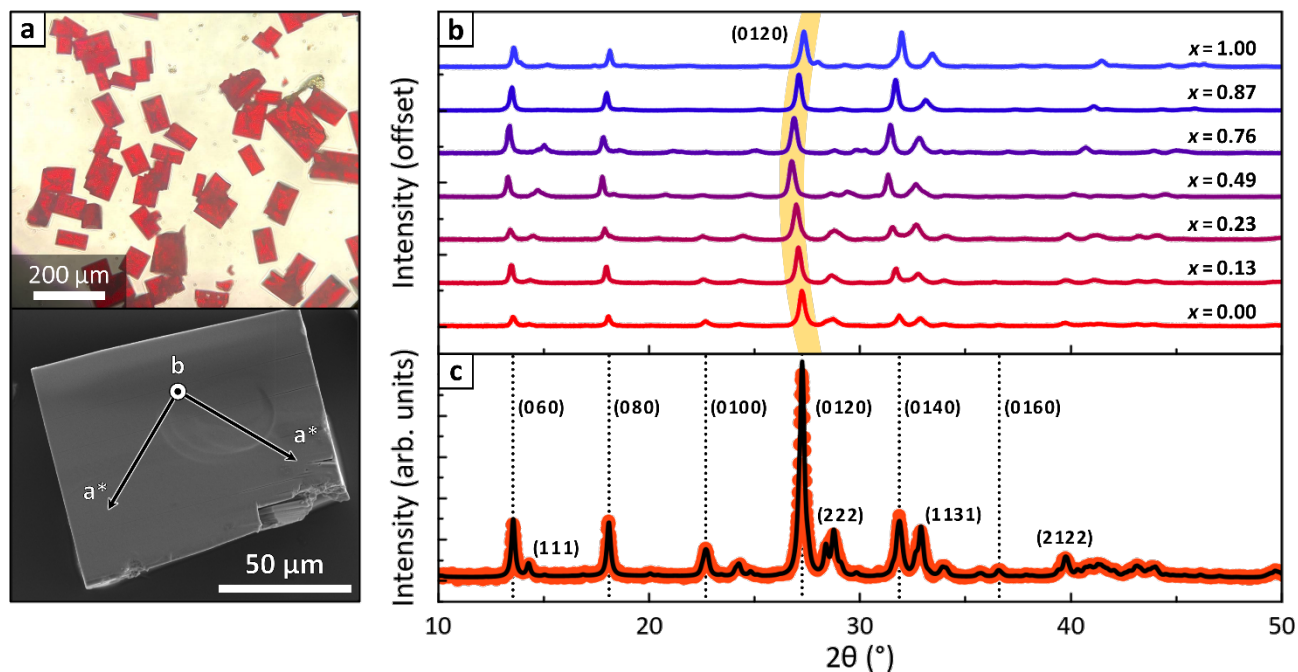 a
200 µm
b
a*
a*
50 µm
b
(0120)
x = 1.00
x = 0.87
x = 0.76
x = 0.49
x = 0.23
x = 0.13
x = 0.00
Intensity (offset)
c
(060)
(080)
(0100)
(0120)
(0140)
(0160)
(111)
(222)
(1131)
(2122)
Intensity (arb. units)
10
20
30
40
50
2θ (°)